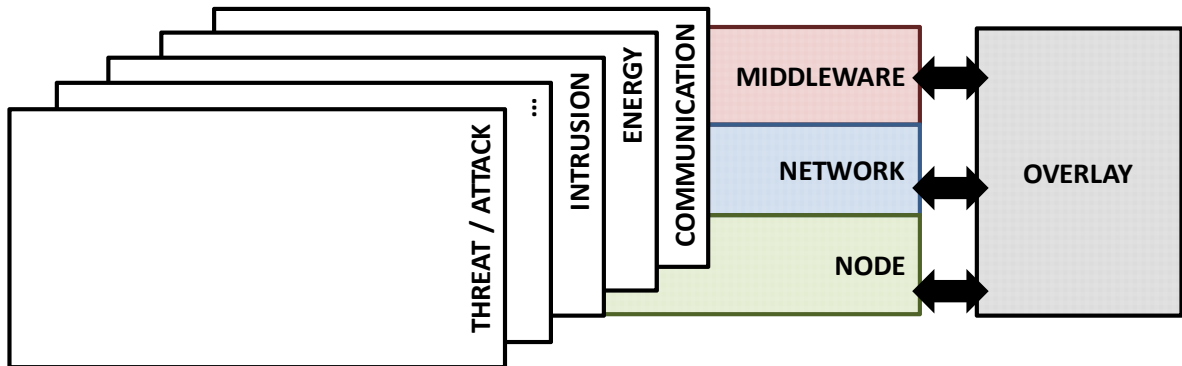 THREAT / ATTACK
...
INTRUSION
ENERGY
COMMUNICATION
MIDDLEWARE
NETWORK
NODE
OVERLAY